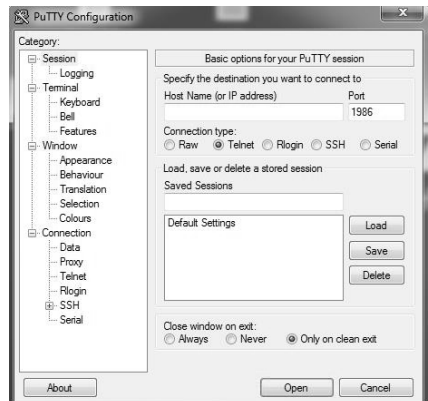 PuTTY Configuration
Category:
Session
Logging
Terminal
Keyboard
Bell
Features
Window
Appearance
Behaviour
Translation
Selection
Colours
Connection
Data
Proxy
Telnet
Rlogin
SSH
Serial
Basic options for your PuTTY session
Specify the destination you want to connect to
Host Name (or IP address) Port
1986
Connection type:
Raw Telnet Rlogin SSH Serial
Load, save or delete a stored session
Saved Sessions
Default Settings
Load
Save
Delete
Close window on exit:
Always Never Only on clean exit
About Open Cancel